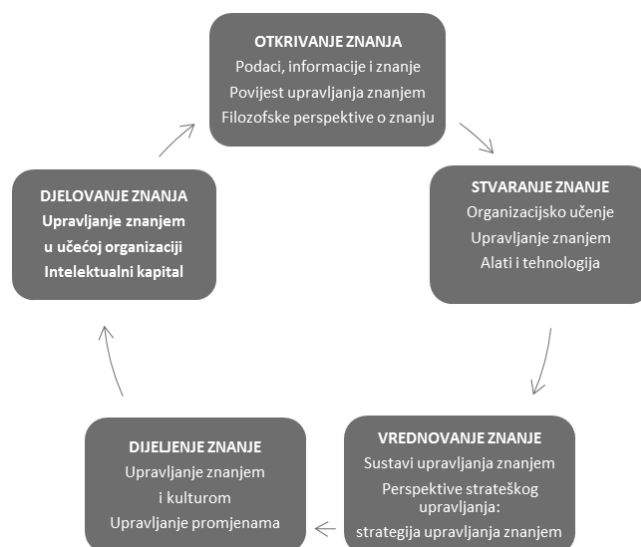 OTKRIVANJE ZNANJA
Podaci, informacije i znanje
Povijest upravljanja znanjem
Filozofske perspektive o znanju
STVARANJE ZNANJE
Organizacijsko učenje
Upravljanje znanjem
Alati i tehnologija
VREDNOVANJE ZNANJE
Sustavi upravljanja znanjem
Perspektive strateškog
upravljanja:
strategija upravljanja znanjem
DIJELJENJE ZNANJE
Upravljanje znanjem
i kulturom
Upravljanje promjenama
DJELOVANJE ZNANJA
Upravljanje znanjem
u učećoj organizaciji
Intelektualni kapital